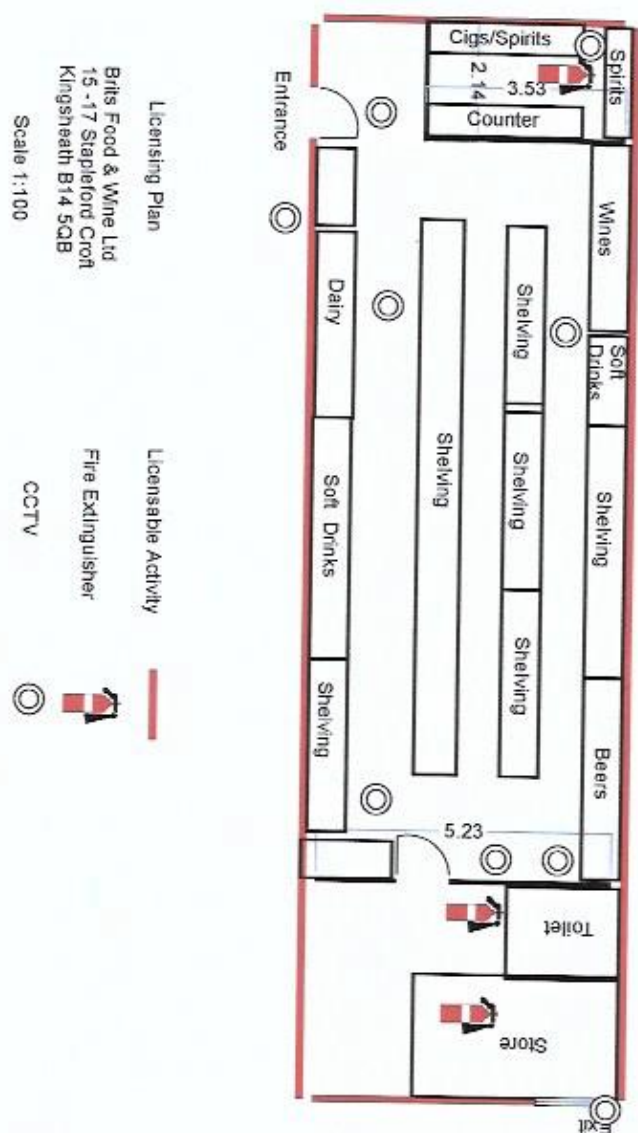 Cigs/Spirits
Spirits
3.53
2.14
Counter
Entrance
Wines
Dairy
Shelving
Shelving
Soft
Drinks
Soft Drinks
Shelving
Shelving
Shelving
Shelving
Beers
5.23
Toilet
Store
Exit
Licensing Plan
Brits Food & Wine Ltd
15 -17 Stapleford Croft
Kingsheath B14 5QB
Scale 1:100
Licensable Activity
Fire Extinguisher
CCTV